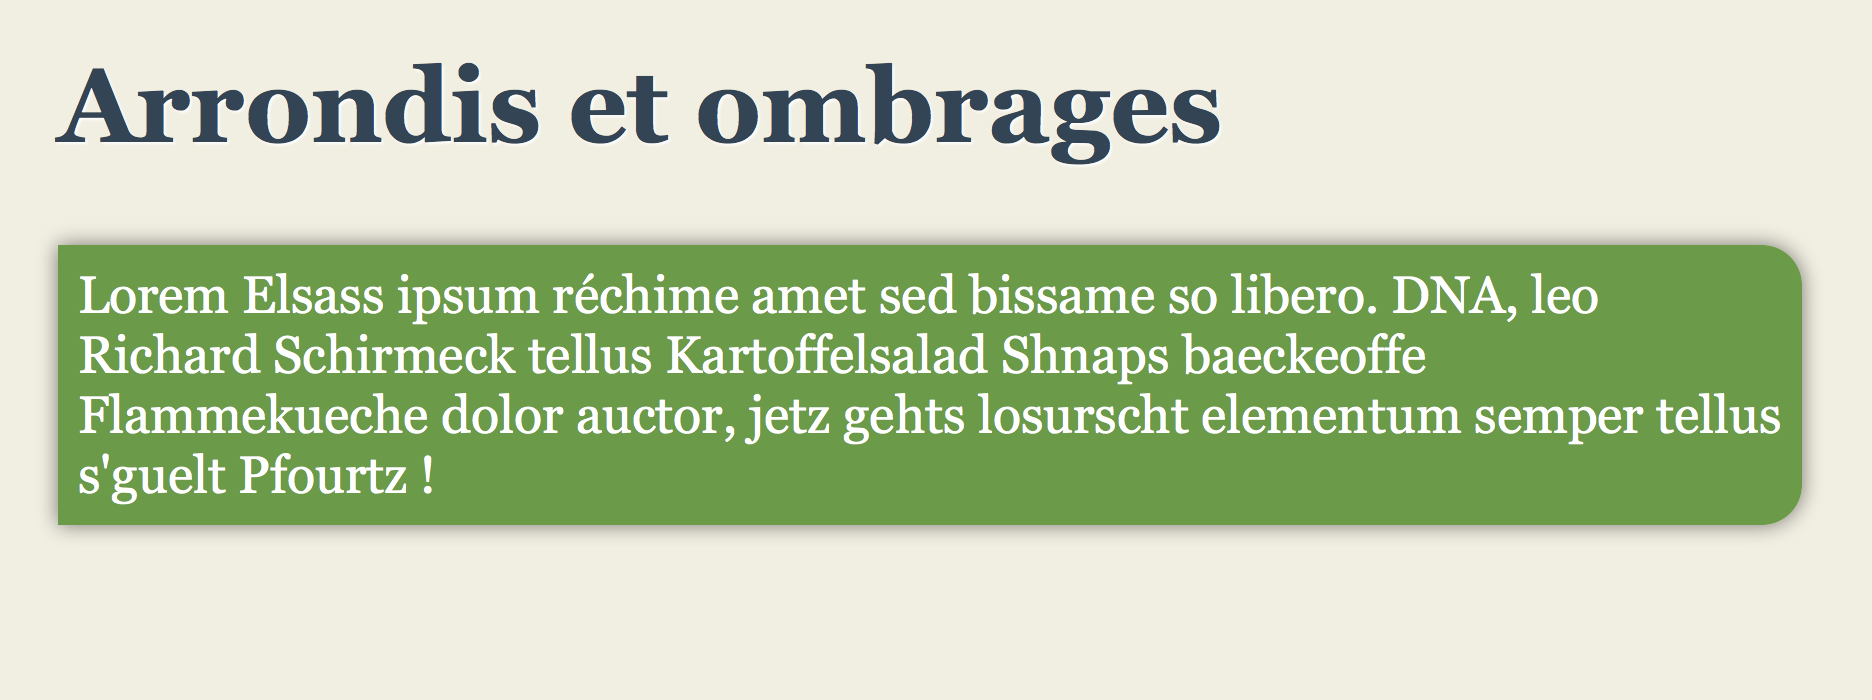 Arrondis et ombrages
Lorem Elsass ipsum réchime amet sed bissame so libero. DNA, leo
Richard Schirmeck tellus Kartoffelsalad Shnaps baeckeoffe
Flammekueche dolor auctor, jetz gehts losurscht elementum semper tellus
s'guelt Pfourtz !